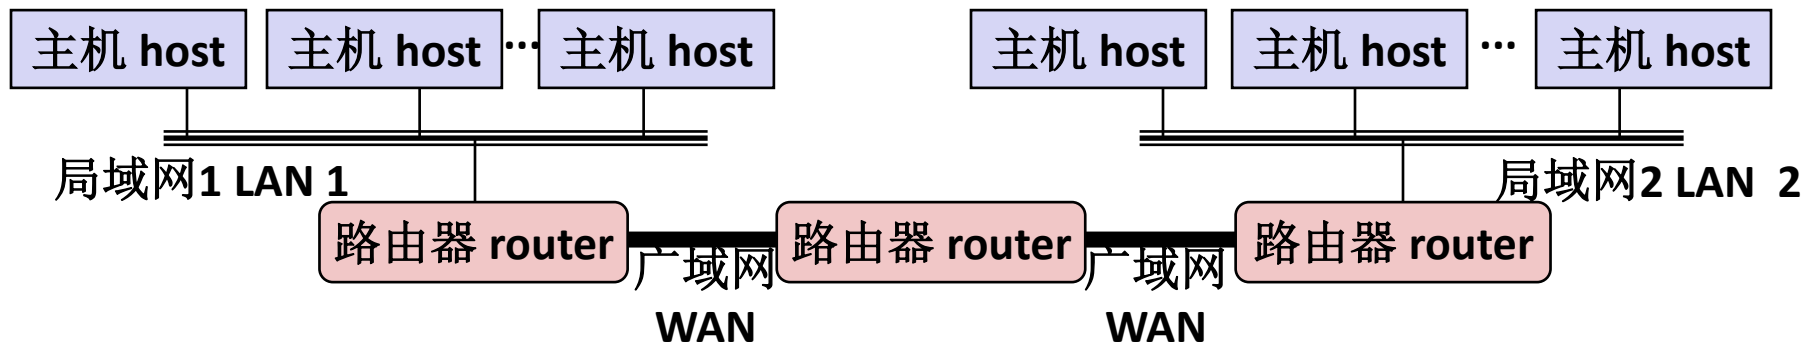 主机 host 主机 host ... 主机 host 主机 host 主机 host ... 主机 host
局域网1 LAN 1 局域网2 LAN 2
路由器 router 路由器 router 路由器 router
广域网 广域网
WAN WAN